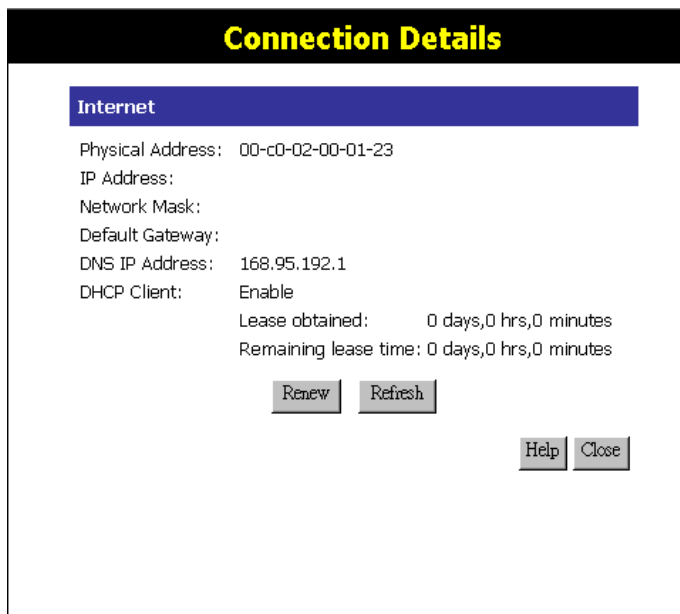 Connection Details
Internet
Physical Address: 00-c0-02-00-01-23
IP Address:
Network Mask:
Default Gateway:
DNS IP Address: 168.95.192.1
DHCP Client: Enable
Lease obtained: 0 days,0 hrs,0 minutes
Remaining lease time: 0 days,0 hrs,0 minutes
Renew Refresh
Help Close